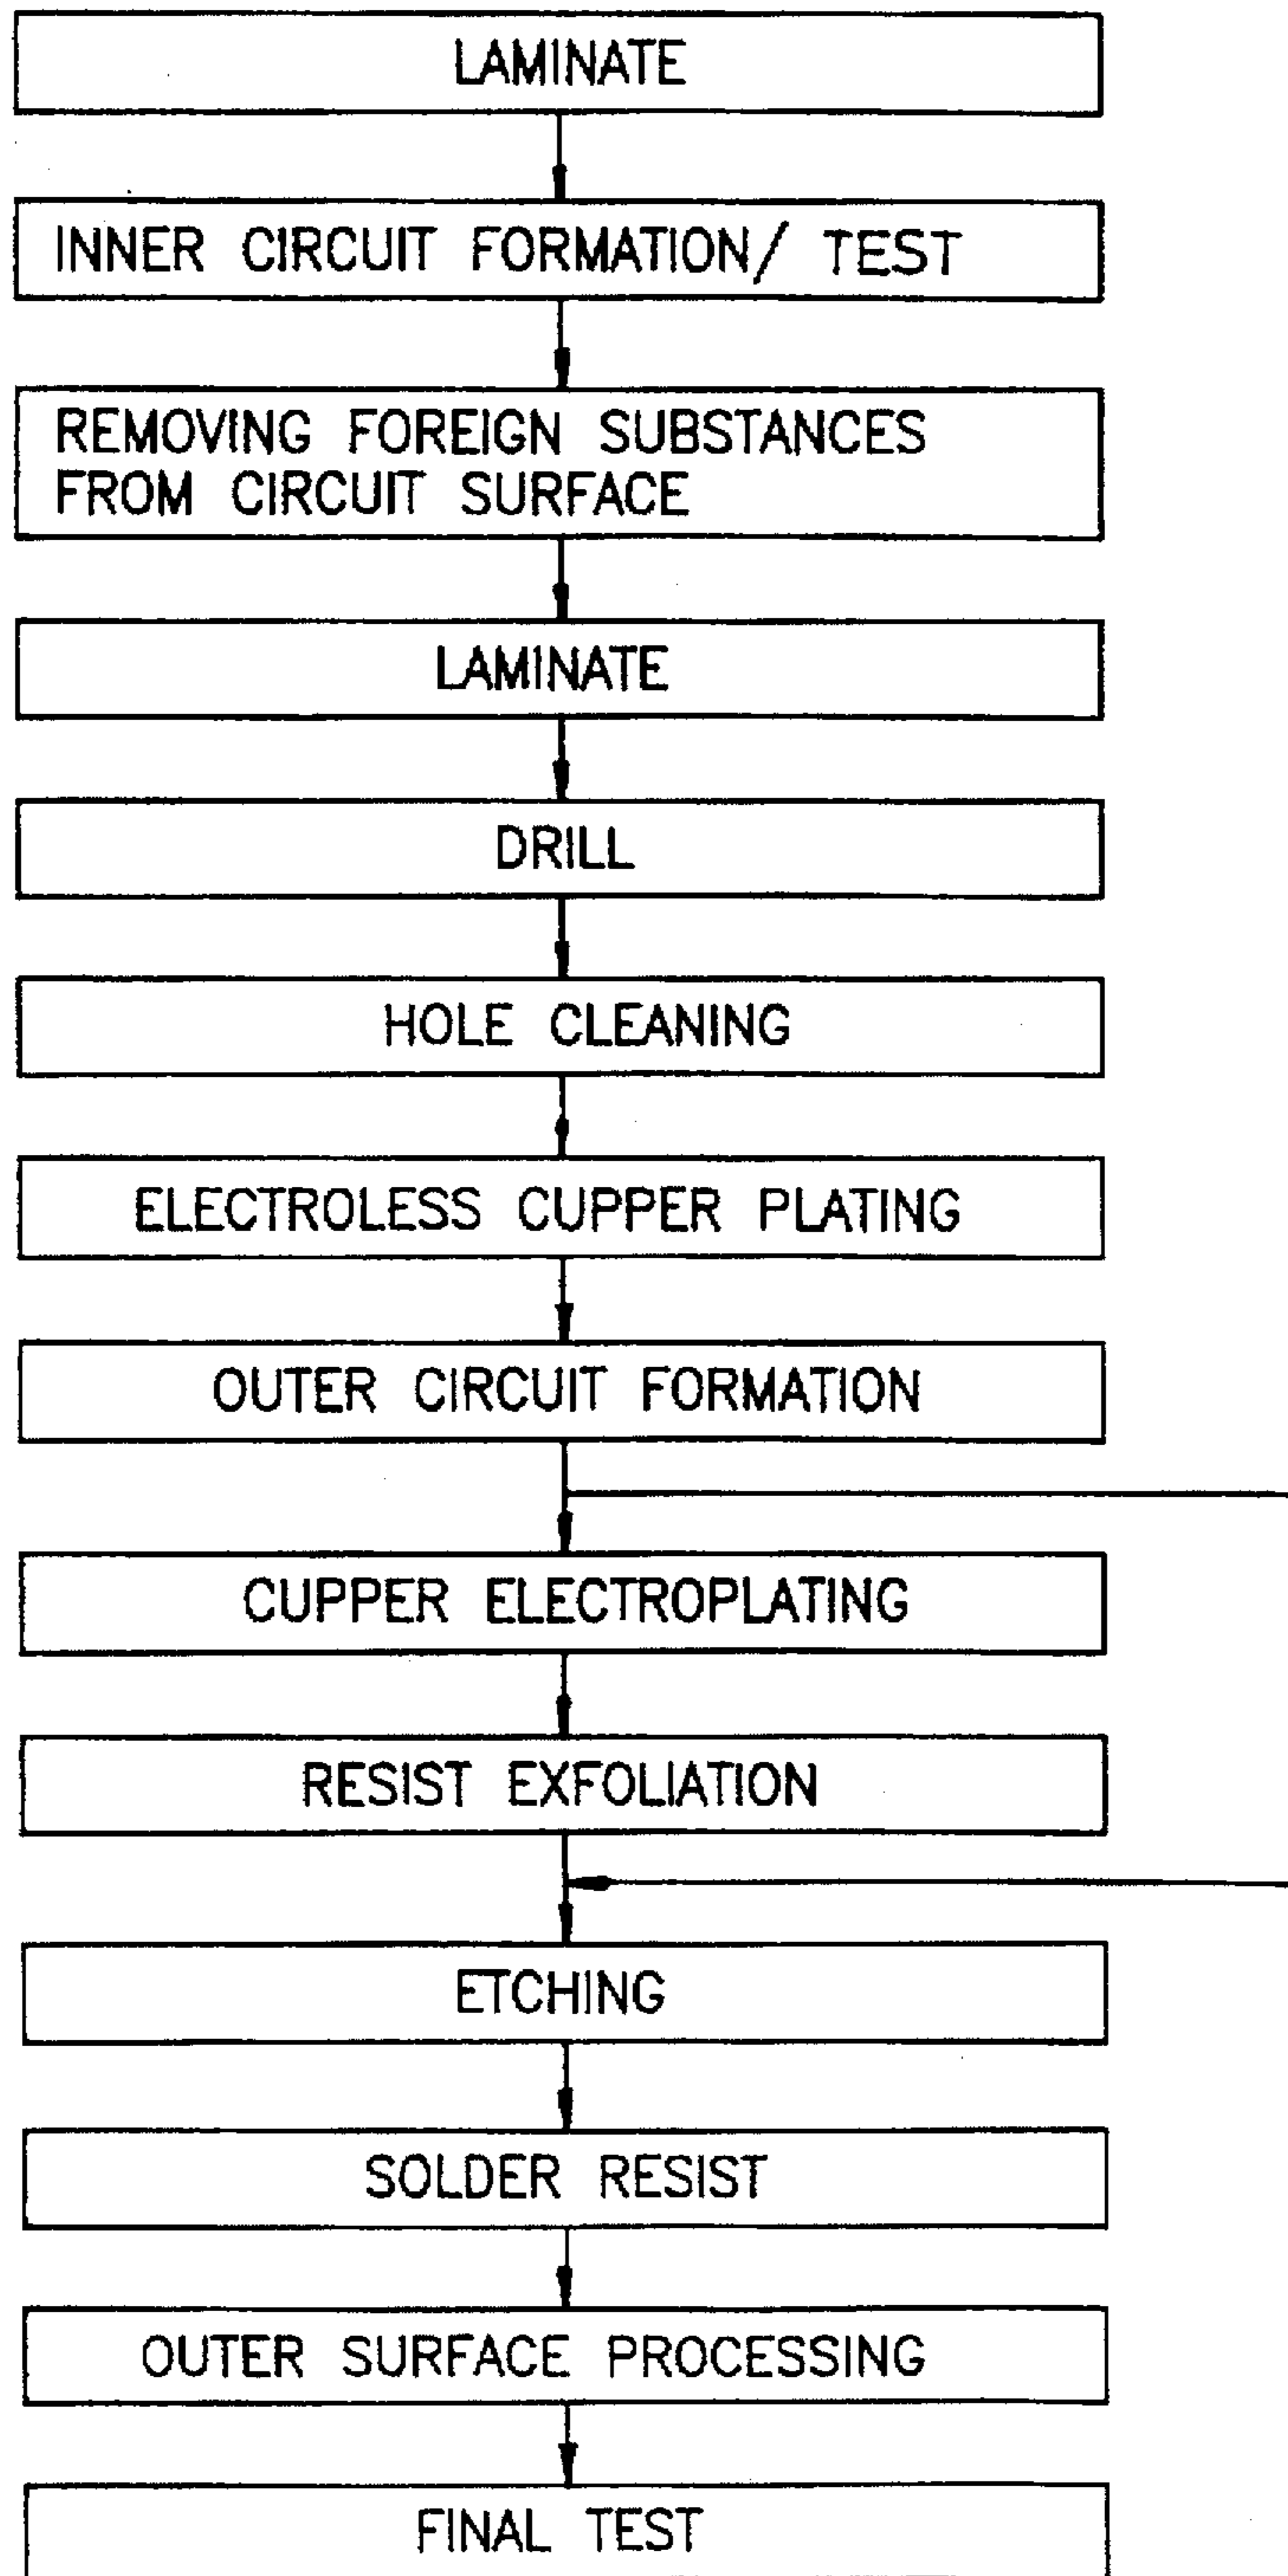 LAMINATE
INNER CIRCUIT FORMATION/ TEST
REMOVING FOREIGN SUBSTANCES
FROM CIRCUIT SURFACE
LAMINATE
DRILL
HOLE CLEANING
ELECTROLESS CUPPER PLATING
OUTER CIRCUIT FORMATION
CUPPER ELECTROPLATING
RESIST EXFOLIATION
ETCHING
SOLDER RESIST
OUTER SURFACE PROCESSING
FINAL TEST